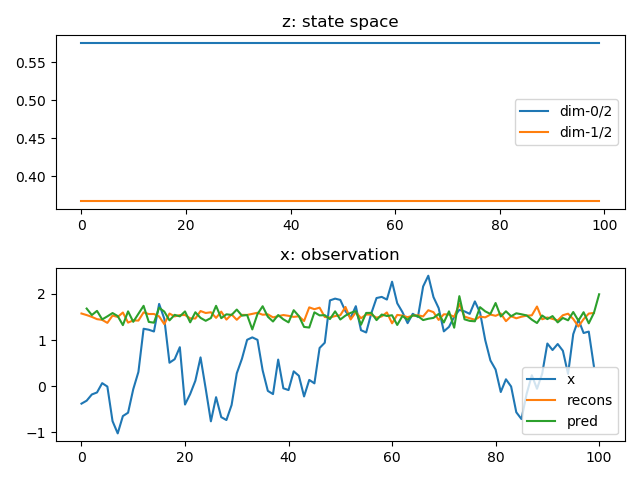 z: state space
0.55
0.50
0.45
0.40
dim-0/2
dim-1/2
0 20 40 60 80 100
x: observation
2
1
0
−1
x
recons
pred
0 20 40 60 80 100